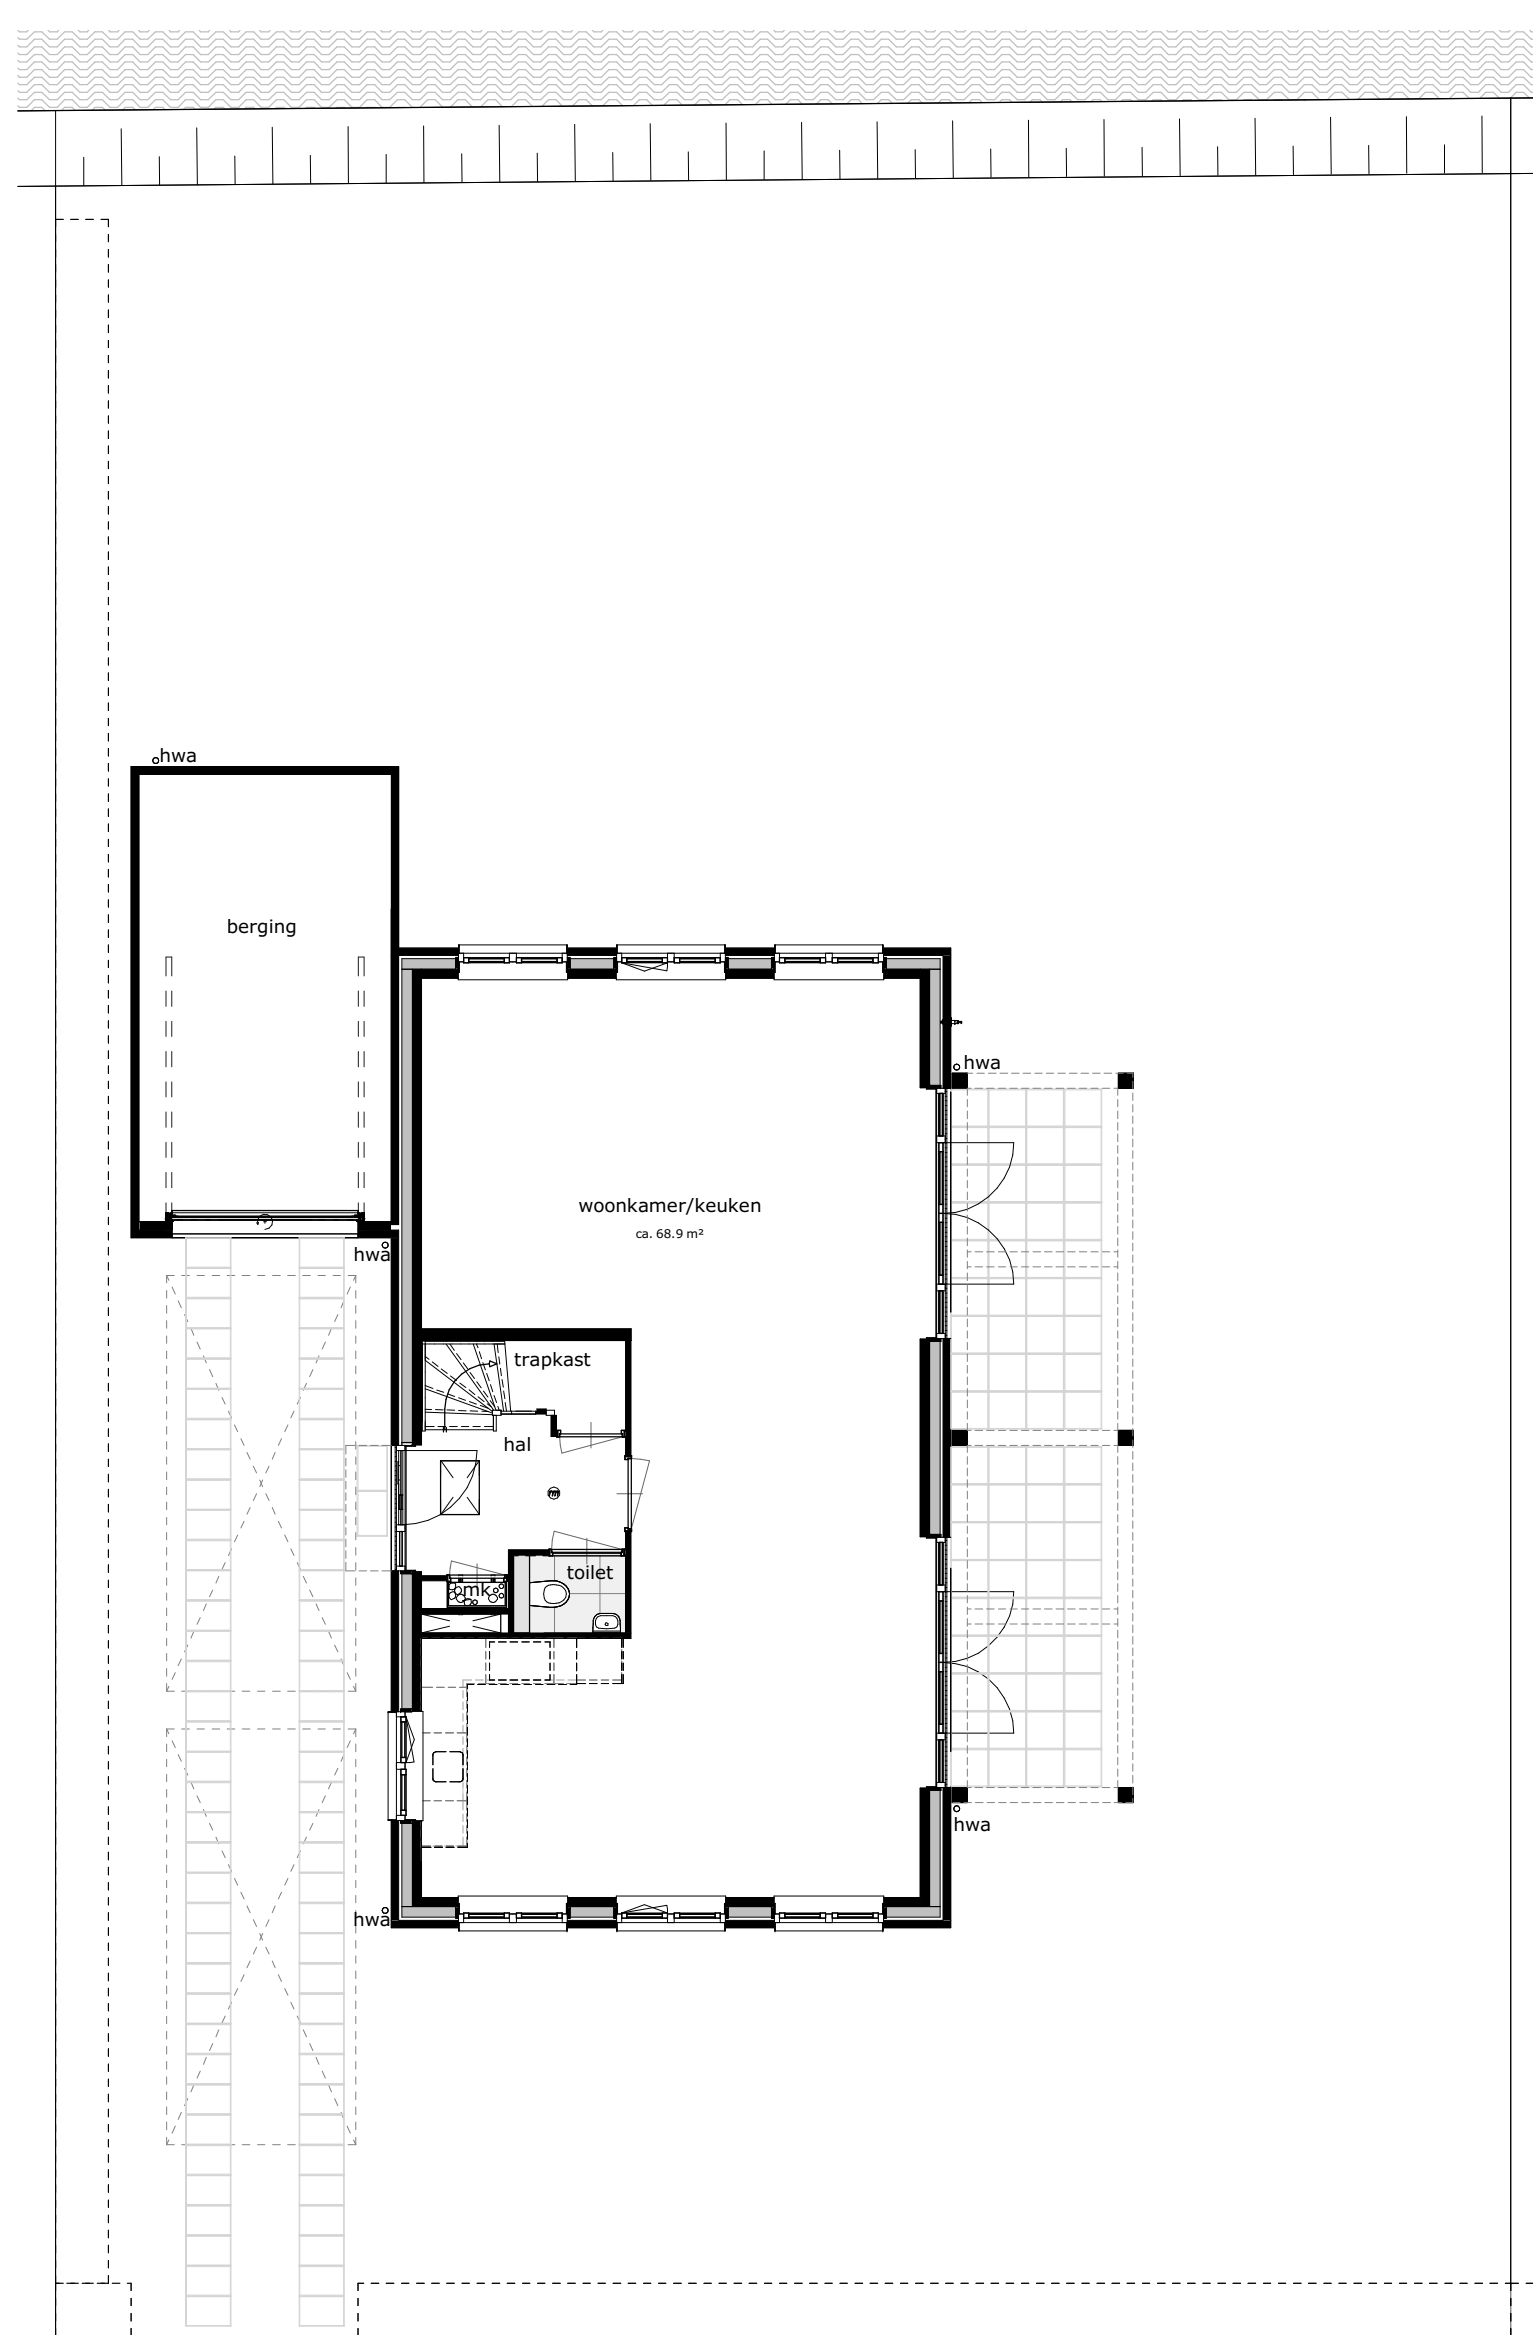 hwa
berging
hwa
woonkamer/keuken
ca. 68.9 m²
hwa
trapkast
hal
toilet
mk
hwa
hwa